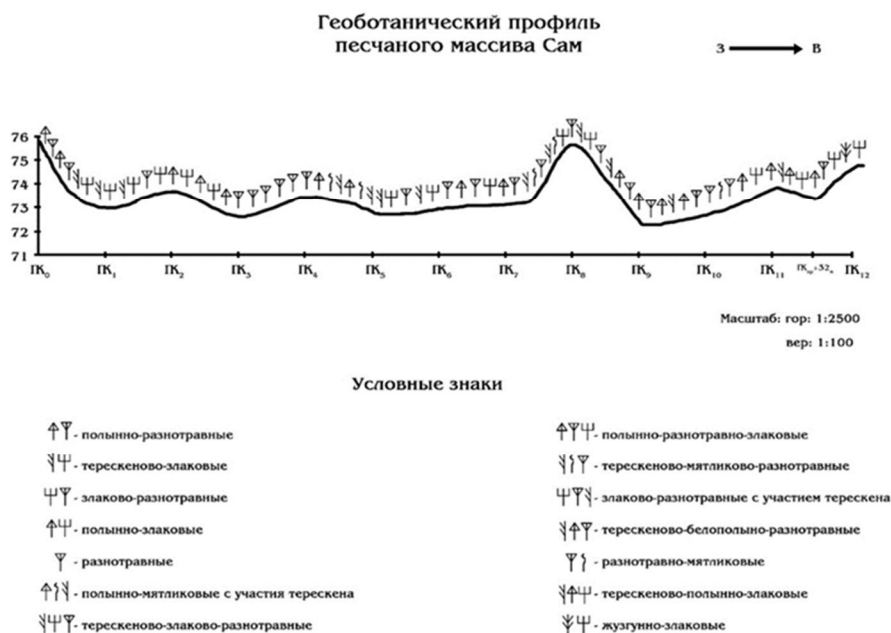 Геоботанический профиль
песчаного массива Сам
З В
76
75
74
73
72
71
ПК₀ ПК₁ ПК₂ ПК₃ ПК₄ ПК₅ ПК₆ ПК₇ ПК₈ ПК₉ ПК₁₀ ПК₁₁ ПК₁₂
Масштаб: гор: 1:2500
вер: 1:100
Условные знаки
- полынно-разнотравные
- терескеново-злаковые
- злаково-разнотравные
- полынно-злаковые
- разнотравные
- полынно-мятликовые с участия терескена
- терескеново-злаково-разнотравные
- полынно-разнотравно-злаковые
- терескеново-мятликово-разнотравные
- злаково-разнотравные с участием терескена
- терескеново-белополыно-разнотравные
- разнотравно-мятликовые
- терескеново-полынно-злаковые
- жузгунно-злаковые